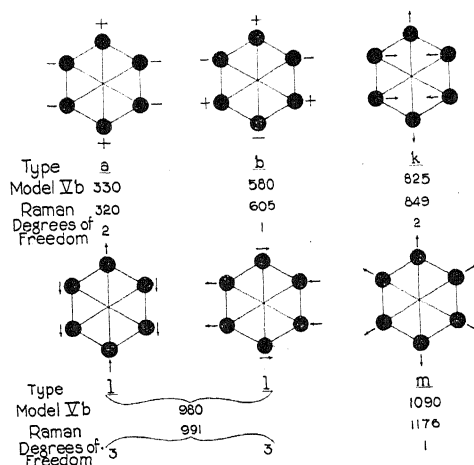 + + 
− − − −
− − + +
+ −
Type a b k
Model Vb 330 580 825
Raman 320 605 849
Degrees of Freedom 2 1 2
Type l l m
Model Vb 980 1090
Raman 991 1176
Degrees of Freedom 3 3 1